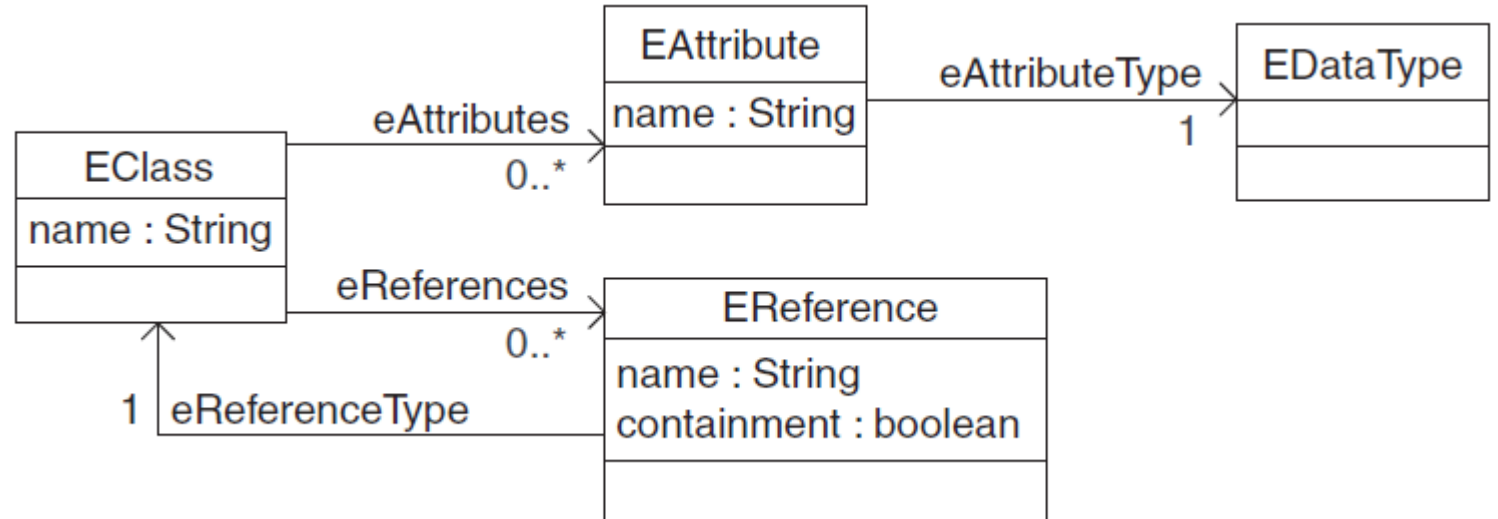 EAttribute
name : String
eAttributeType
1
EDataType
eAttributes
0..*
EClass
name : String
eReferences
0..*
EReference
name : String
containment : boolean
1
eReferenceType